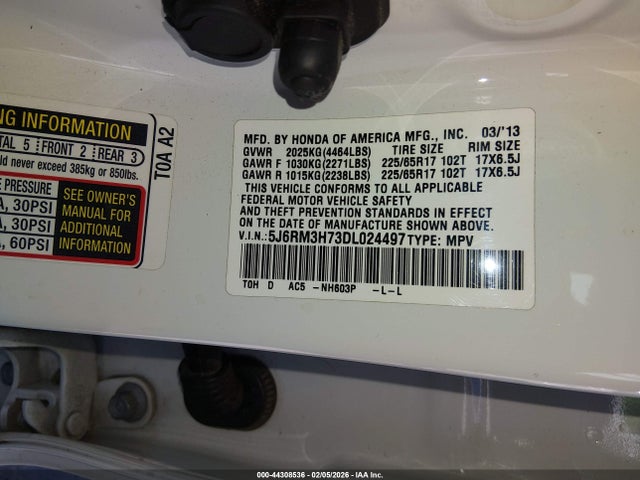 NG INFORMATION
TAL 5 FRONT 2 REAR 3
ld never exceed 385kg or 850lbs.
E PRESSURE
A, 30PSI
A, 30PSI
A, 60PSI
SEE OWNER'S
MANUAL FOR
ADDITIONAL
INFORMATION
T0A A2
MFD. BY HONDA OF AMERICA MFG., INC. 03/'13
GVWR 2025KG(4464LBS) TIRE SIZE RIM SIZE
GAWR F 1030KG(2271LBS) 225/65R17 102T 17X6.5J
GAWR R 1015KG(2238LBS) 225/65R17 102T 17X6.5J
THIS VEHICLE CONFORMS TO ALL APPLICABLE
FEDERAL MOTOR VEHICLE SAFETY
AND THEFT PREVENTION STANDARDS IN EFFECT
ON THE DATE OF MANUFACTURE SHOWN ABOVE.
V.I.N.: 5J6RM3H73DL024497 TYPE: MPV
T0H D AC5 -NH603P -L-L
000-44308536 - 02/05/2026 - IAA Inc.